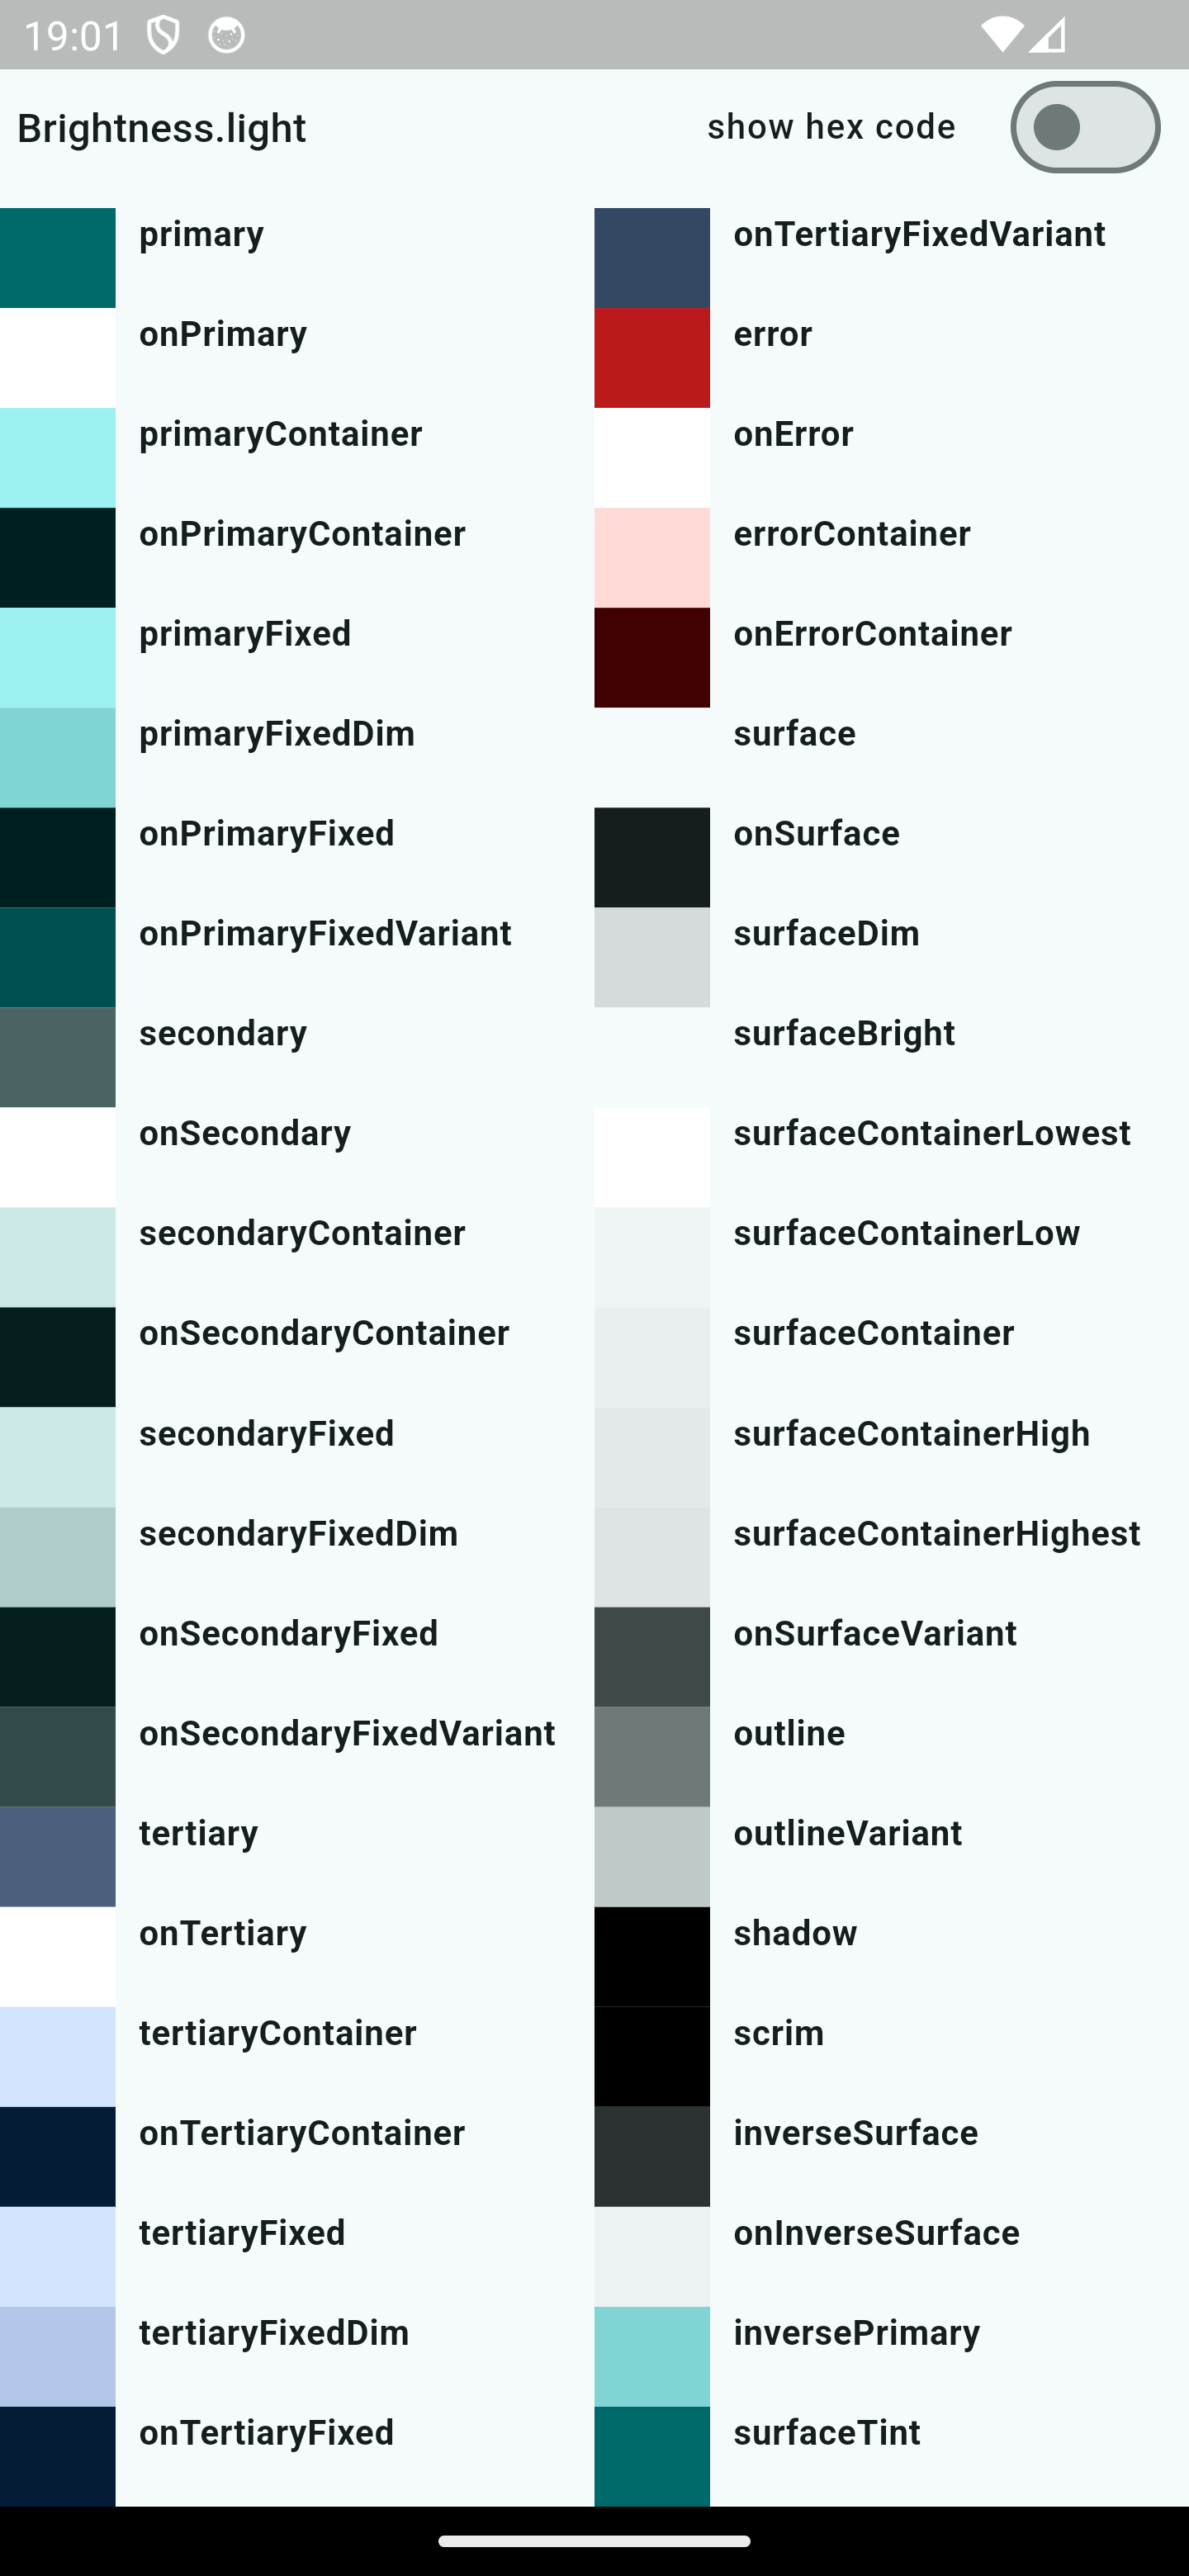 19:01
Brightness.light
show hex code
primary
onPrimary
primaryContainer
onPrimaryContainer
primaryFixed
primaryFixedDim
onPrimaryFixed
onPrimaryFixedVariant
secondary
onSecondary
secondaryContainer
onSecondaryContainer
secondaryFixed
secondaryFixedDim
onSecondaryFixed
onSecondaryFixedVariant
tertiary
onTertiary
tertiaryContainer
onTertiaryContainer
tertiaryFixed
tertiaryFixedDim
onTertiaryFixed
onTertiaryFixedVariant
error
onError
errorContainer
onErrorContainer
surface
onSurface
surfaceDim
surfaceBright
surfaceContainerLowest
surfaceContainerLow
surfaceContainer
surfaceContainerHigh
surfaceContainerHighest
onSurfaceVariant
outline
outlineVariant
shadow
scrim
inverseSurface
onInverseSurface
inversePrimary
surfaceTint